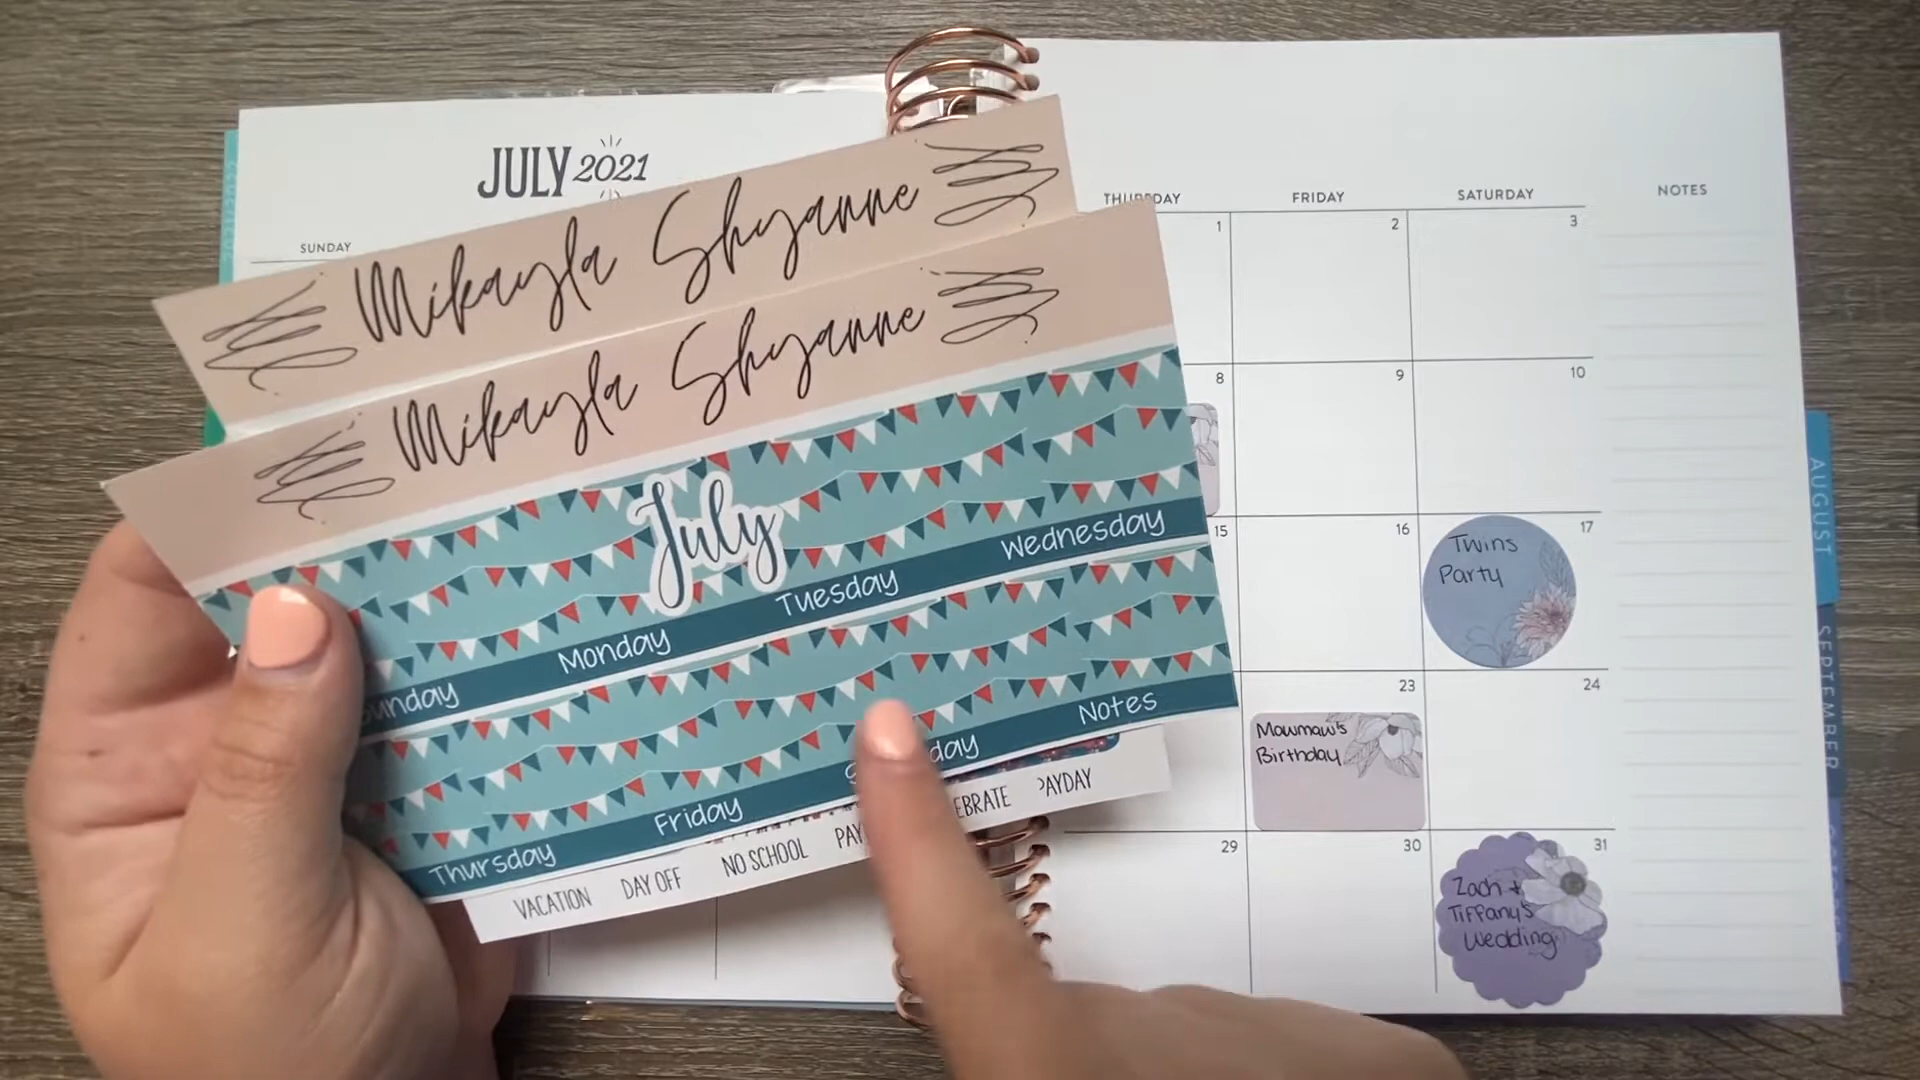 JULY 2021
SUNDAY
THURSDAY
FRIDAY
SATURDAY
NOTES
Mikayla Shyanne
Mikayla Shyanne
July
Sunday
Monday
Tuesday
Wednesday
Thursday
Friday
day
Notes
VACATION
DAY OFF
NO SCHOOL
PAY
EBRATE
PAYDAY
1
2
3
8
9
10
15
16
17
Twins
Party
23
24
Mawmaw's
Birthday
29
30
31
Zach +
Tiffany's
Wedding
AUGUST
SEPTEMBER